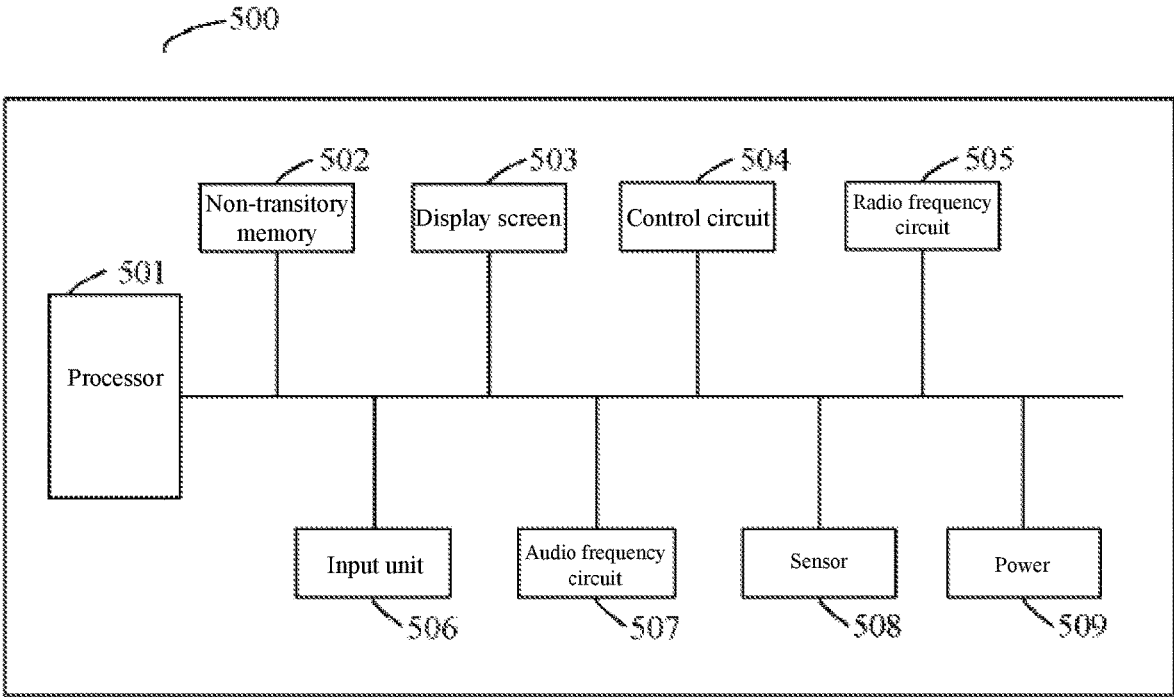 500
502
503
504
505
Non-transitory
memory
Display screen
Control circuit
Radio frequency
circuit
501
Processor
Input unit
Audio frequency
circuit
Sensor
Power
506
507
508
509